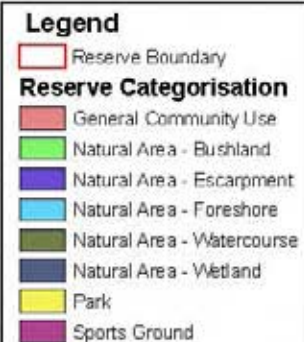 Legend
Reserve Boundary
Reserve Categorisation
General Community Use
Natural Area - Bushland
Natural Area - Escarpment
Natural Area - Foreshore
Natural Area - Watercourse
Natural Area - Wetland
Park
Sports Ground